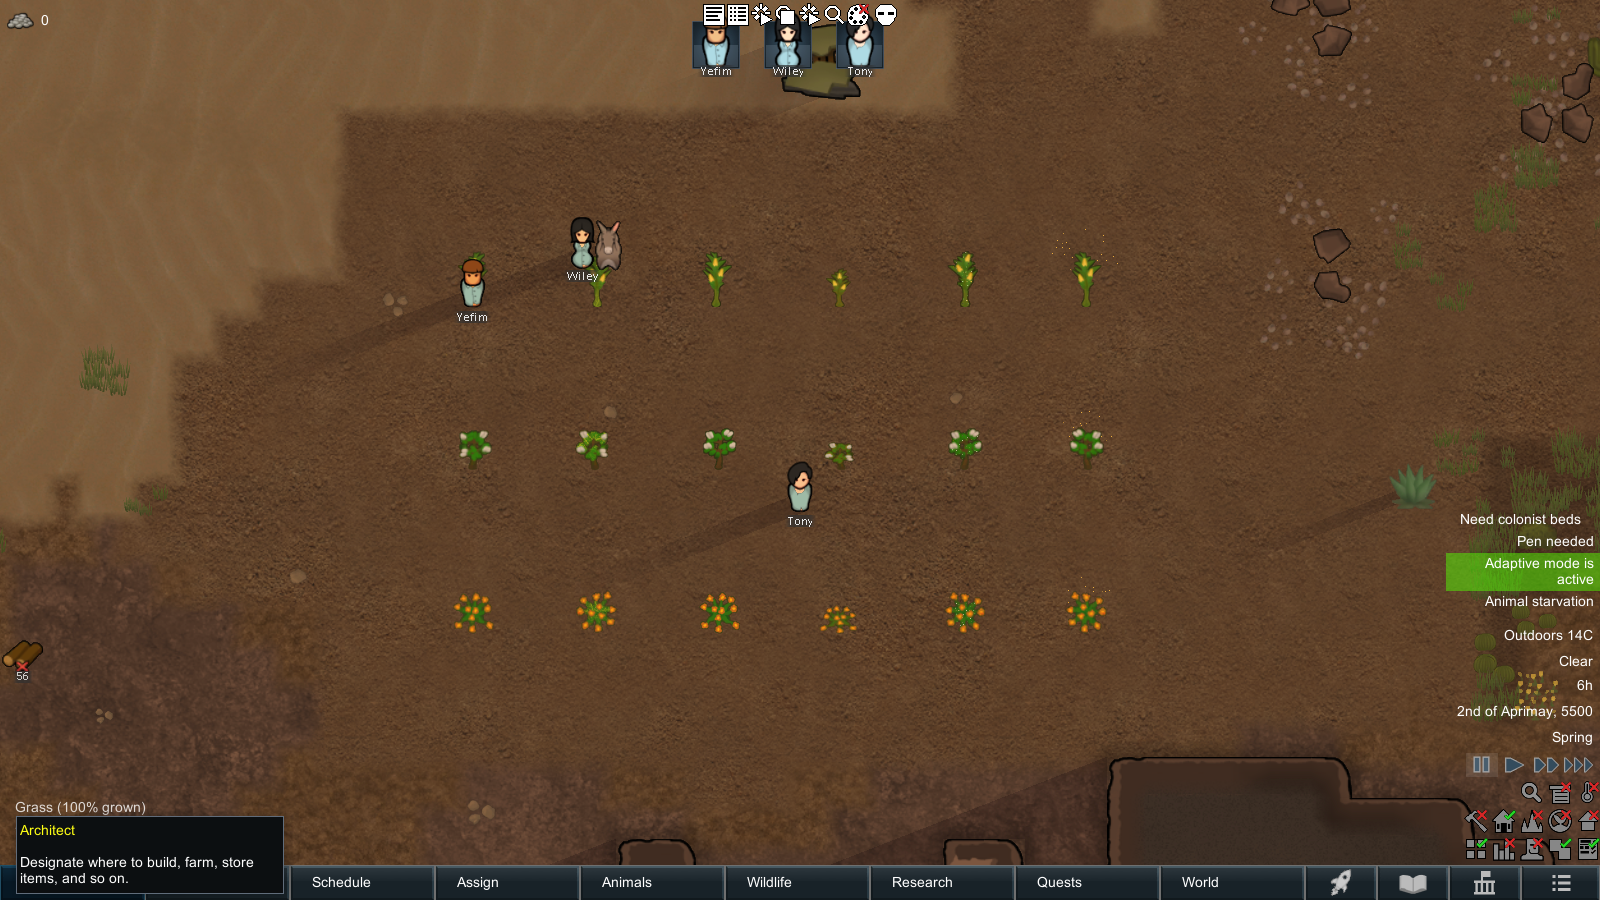 0
Yefim
Wiley
Tony
Wiley
Yefim
Tony
Need colonist beds
Pen needed
Adaptive mode is
active
Animal starvation
Outdoors 14C
Clear
6h
2nd of Aprimay, 5500
Spring
56
Grass (100% grown)
Architect
Designate where to build, farm, store
items, and so on.
Schedule
Assign
Animals
Wildlife
Research
Quests
World